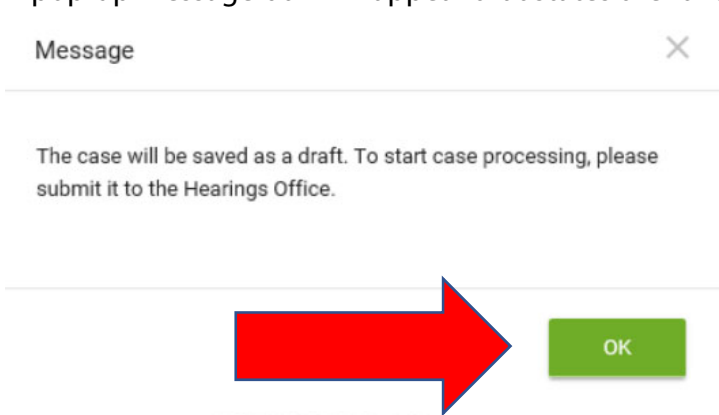 Message
The case will be saved as a draft. To start case processing, please
submit it to the Hearings Office.
OK